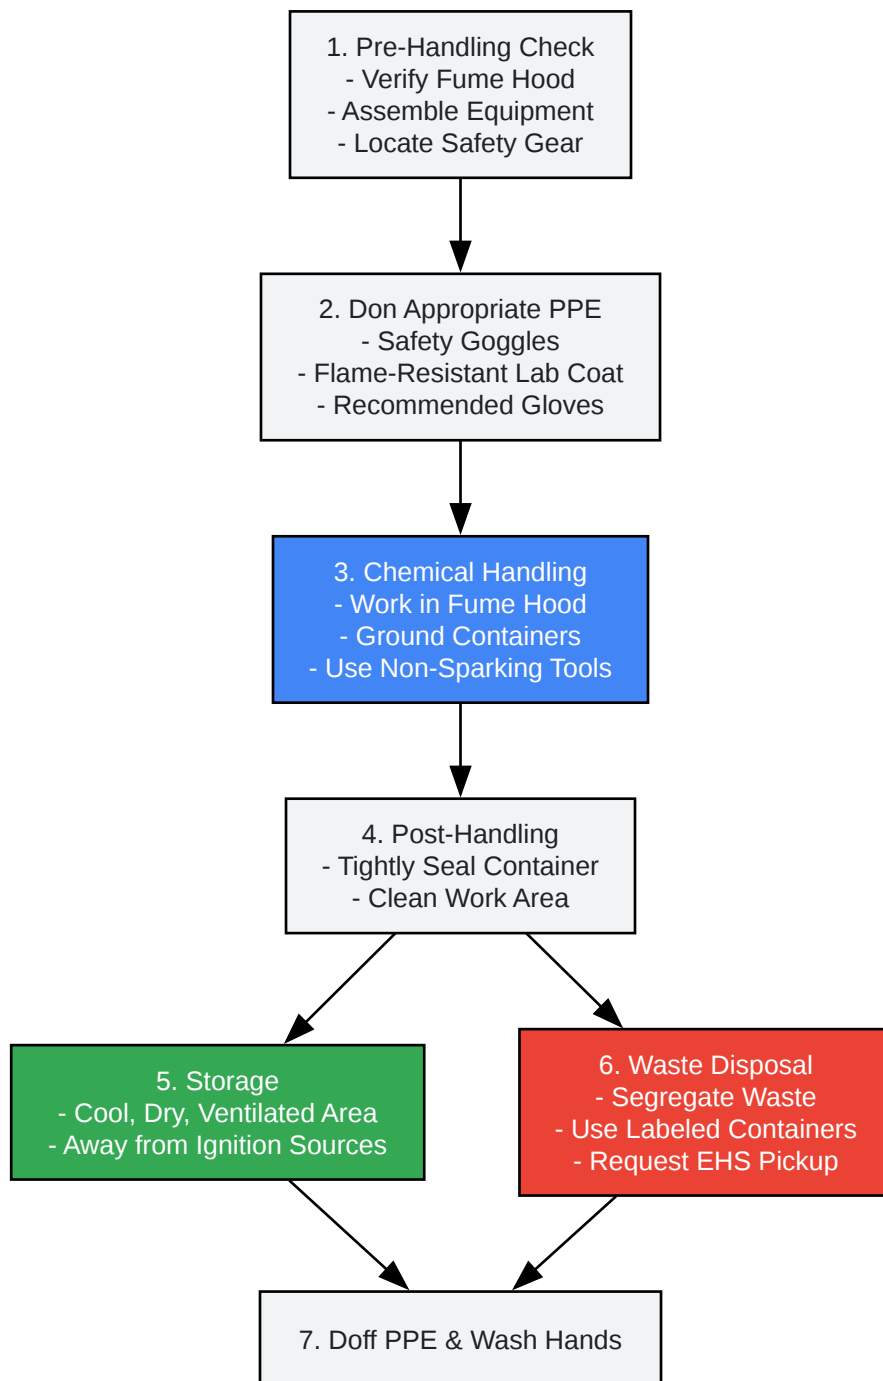 1. Pre-Handling Check
- Verify Fume Hood
- Assemble Equipment
- Locate Safety Gear
2. Don Appropriate PPE
- Safety Goggles
- Flame-Resistant Lab Coat
- Recommended Gloves
3. Chemical Handling
- Work in Fume Hood
- Ground Containers
- Use Non-Sparking Tools
4. Post-Handling
- Tightly Seal Container
- Clean Work Area
5. Storage
- Cool, Dry, Ventilated Area
- Away from Ignition Sources
6. Waste Disposal
- Segregate Waste
- Use Labeled Containers
- Request EHS Pickup
7. Doff PPE & Wash Hands